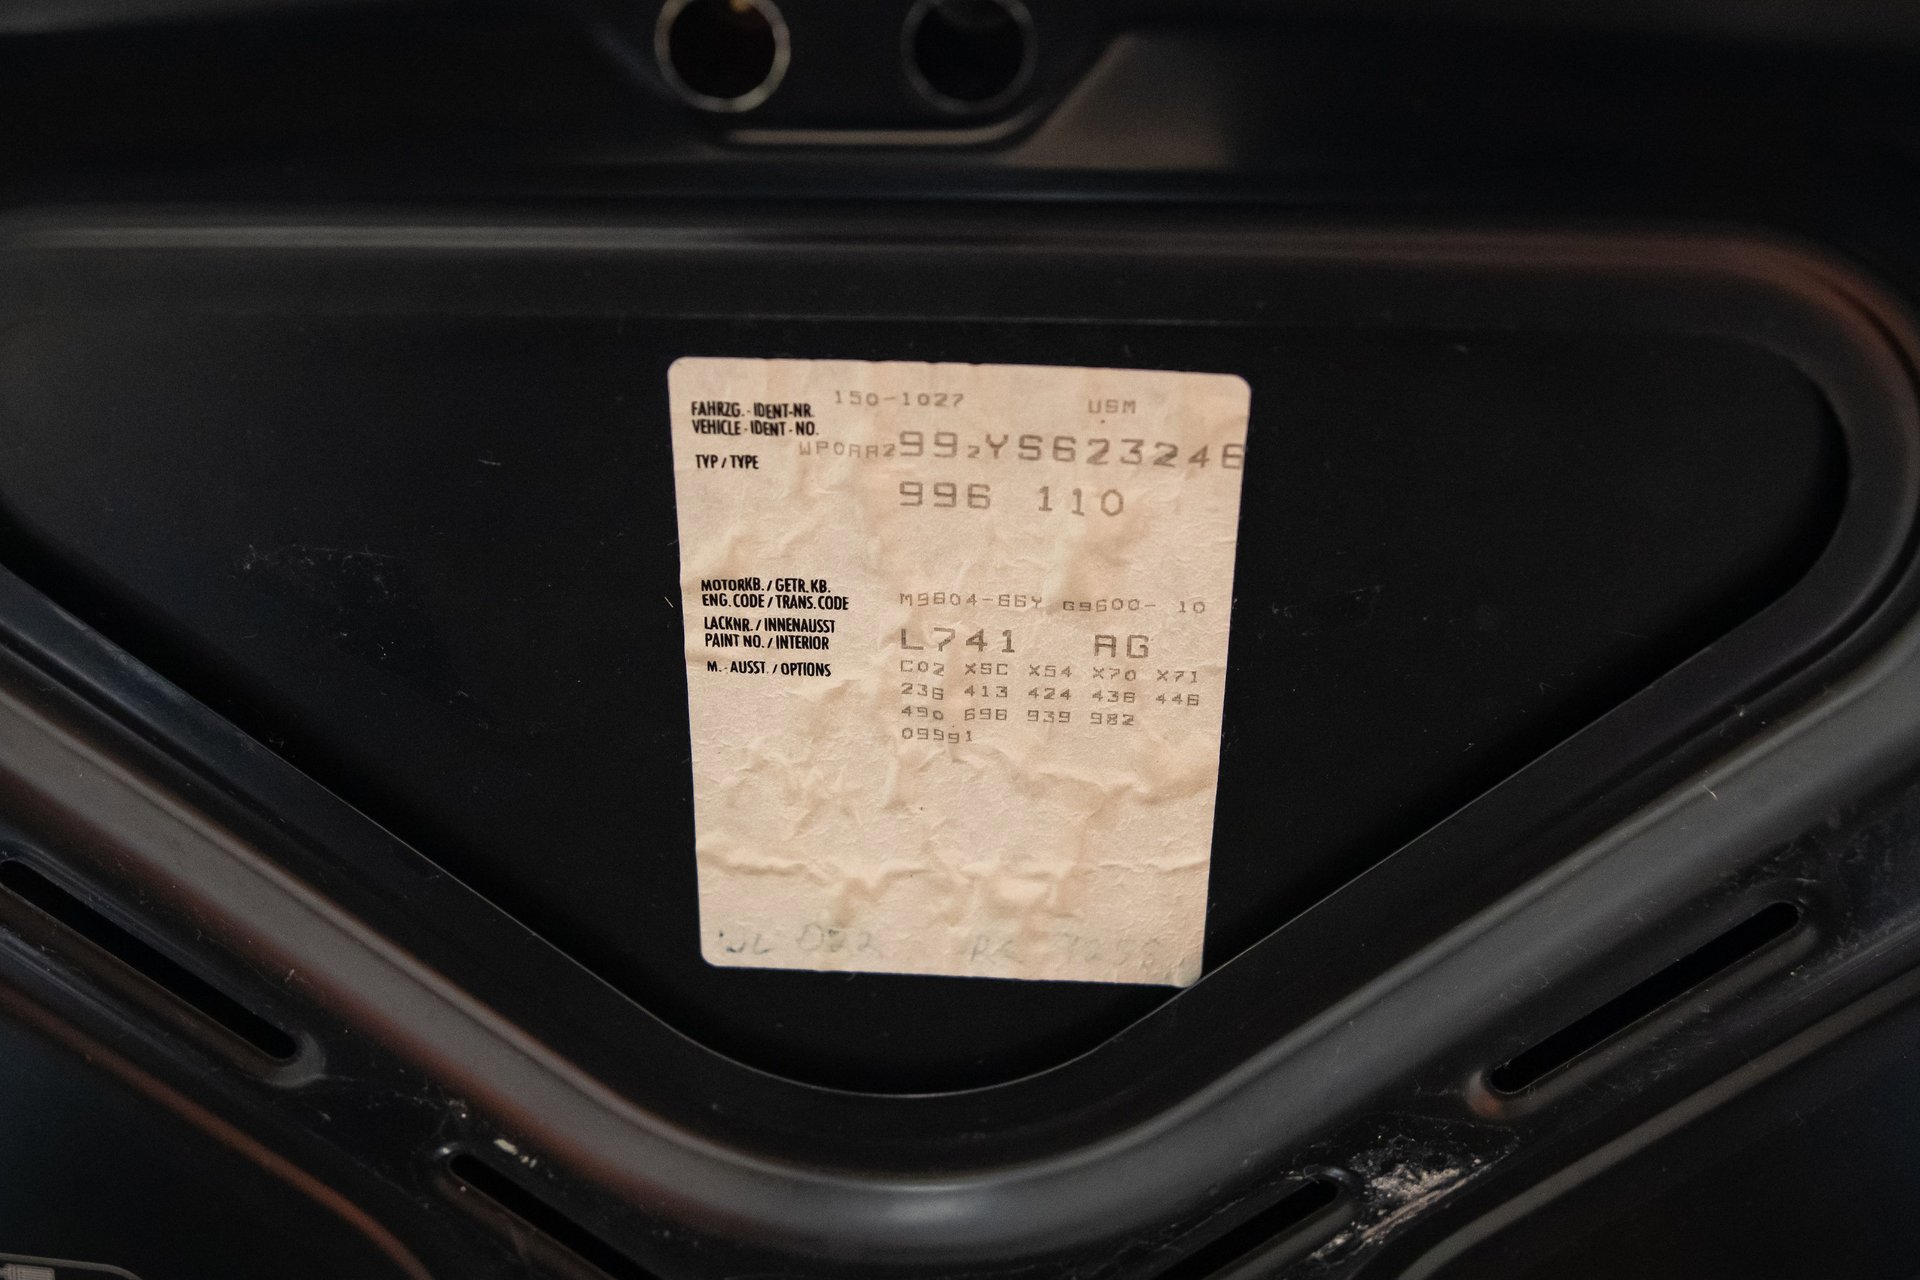 150-1027 USM
FAHRZG.-IDENT-NR.
VEHICLE-IDENT-NO. WP0AA2992YS623246
TYP / TYPE
996 110
MOTORKB. / GETR.KB.
ENG.CODE / TRANS.CODE M9604-66Y G9600- 10
LACKNR. / INNENAUSST
PAINT NO. / INTERIOR L741 AG
M.-AUSST. / OPTIONS C02 X5C X54 X70 X71
236 413 424 438 446
490 696 939 982
09991